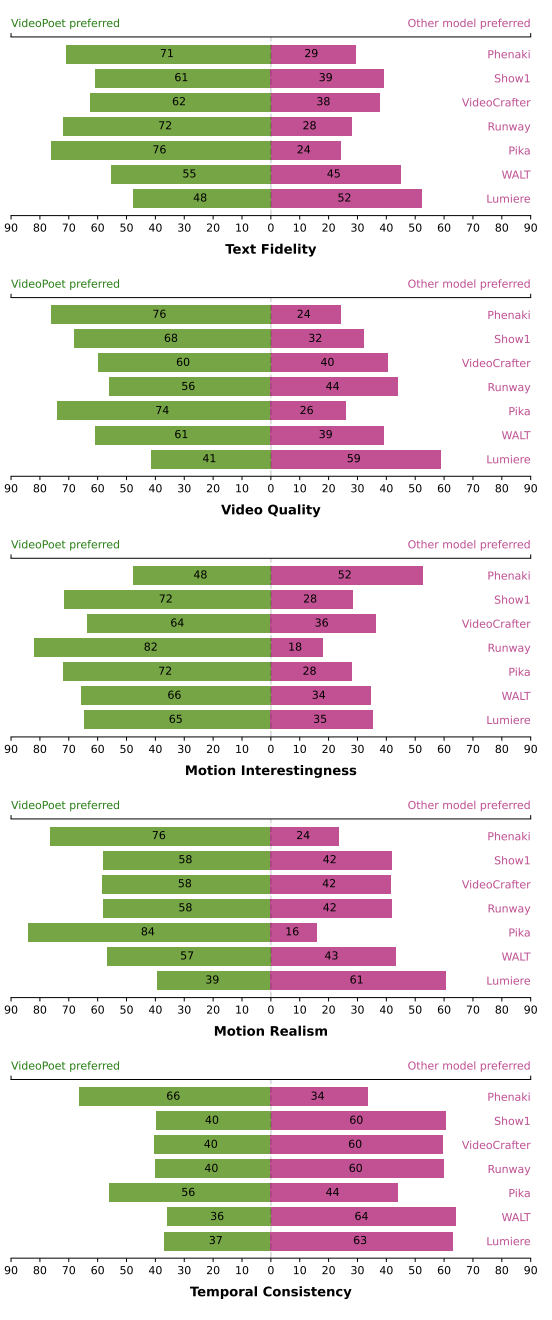 VideoPoet preferred Other model preferred
71 29 Phenaki
61 39 Show1
62 38 VideoCrafter
72 28 Runway
76 24 Pika
55 45 WALT
48 52 Lumiere
90 80 70 60 50 40 30 20 10 0 10 20 30 40 50 60 70 80 90
Text Fidelity
VideoPoet preferred Other model preferred
76 24 Phenaki
68 32 Show1
60 40 VideoCrafter
56 44 Runway
74 26 Pika
61 39 WALT
41 59 Lumiere
90 80 70 60 50 40 30 20 10 0 10 20 30 40 50 60 70 80 90
Video Quality
VideoPoet preferred Other model preferred
48 52 Phenaki
72 28 Show1
64 36 VideoCrafter
82 18 Runway
72 28 Pika
66 34 WALT
65 35 Lumiere
90 80 70 60 50 40 30 20 10 0 10 20 30 40 50 60 70 80 90
Motion Interestingness
VideoPoet preferred Other model preferred
76 24 Phenaki
58 42 Show1
58 42 VideoCrafter
58 42 Runway
84 16 Pika
57 43 WALT
39 61 Lumiere
90 80 70 60 50 40 30 20 10 0 10 20 30 40 50 60 70 80 90
Motion Realism
VideoPoet preferred Other model preferred
66 34 Phenaki
40 60 Show1
40 60 VideoCrafter
40 60 Runway
56 44 Pika
36 64 WALT
37 63 Lumiere
90 80 70 60 50 40 30 20 10 0 10 20 30 40 50 60 70 80 90
Temporal Consistency